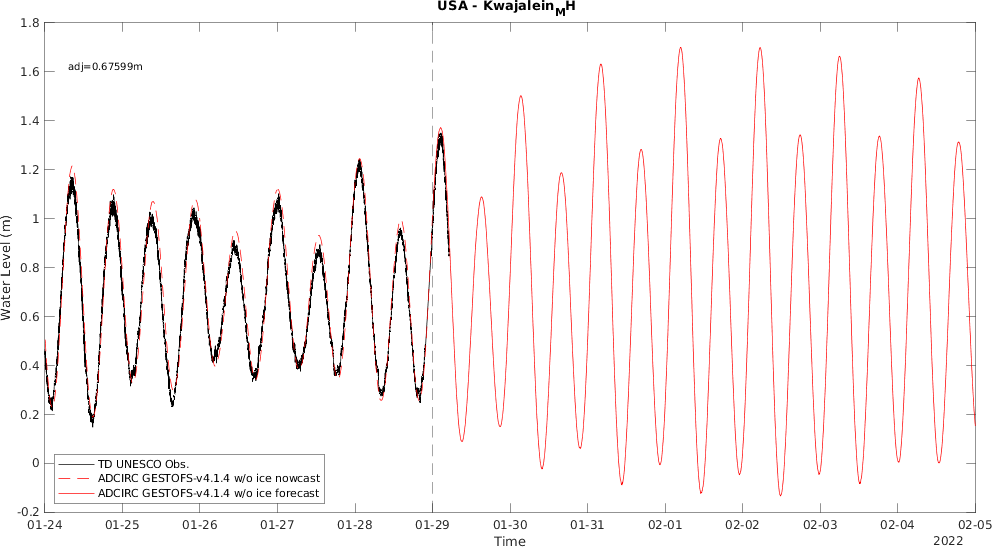 USA - Kwajalein_MH
adj=0.67599m
1.8
1.6
1.4
1.2
1
0.8
0.6
0.4
0.2
0
-0.2
Water Level (m)
TD UNESCO Obs.
ADCIRC GESTOFS-v4.1.4 w/o ice nowcast
ADCIRC GESTOFS-v4.1.4 w/o ice forecast
01-24 01-25 01-26 01-27 01-28 01-29 01-30 01-31 02-01 02-02 02-03 02-04 02-05
Time
2022